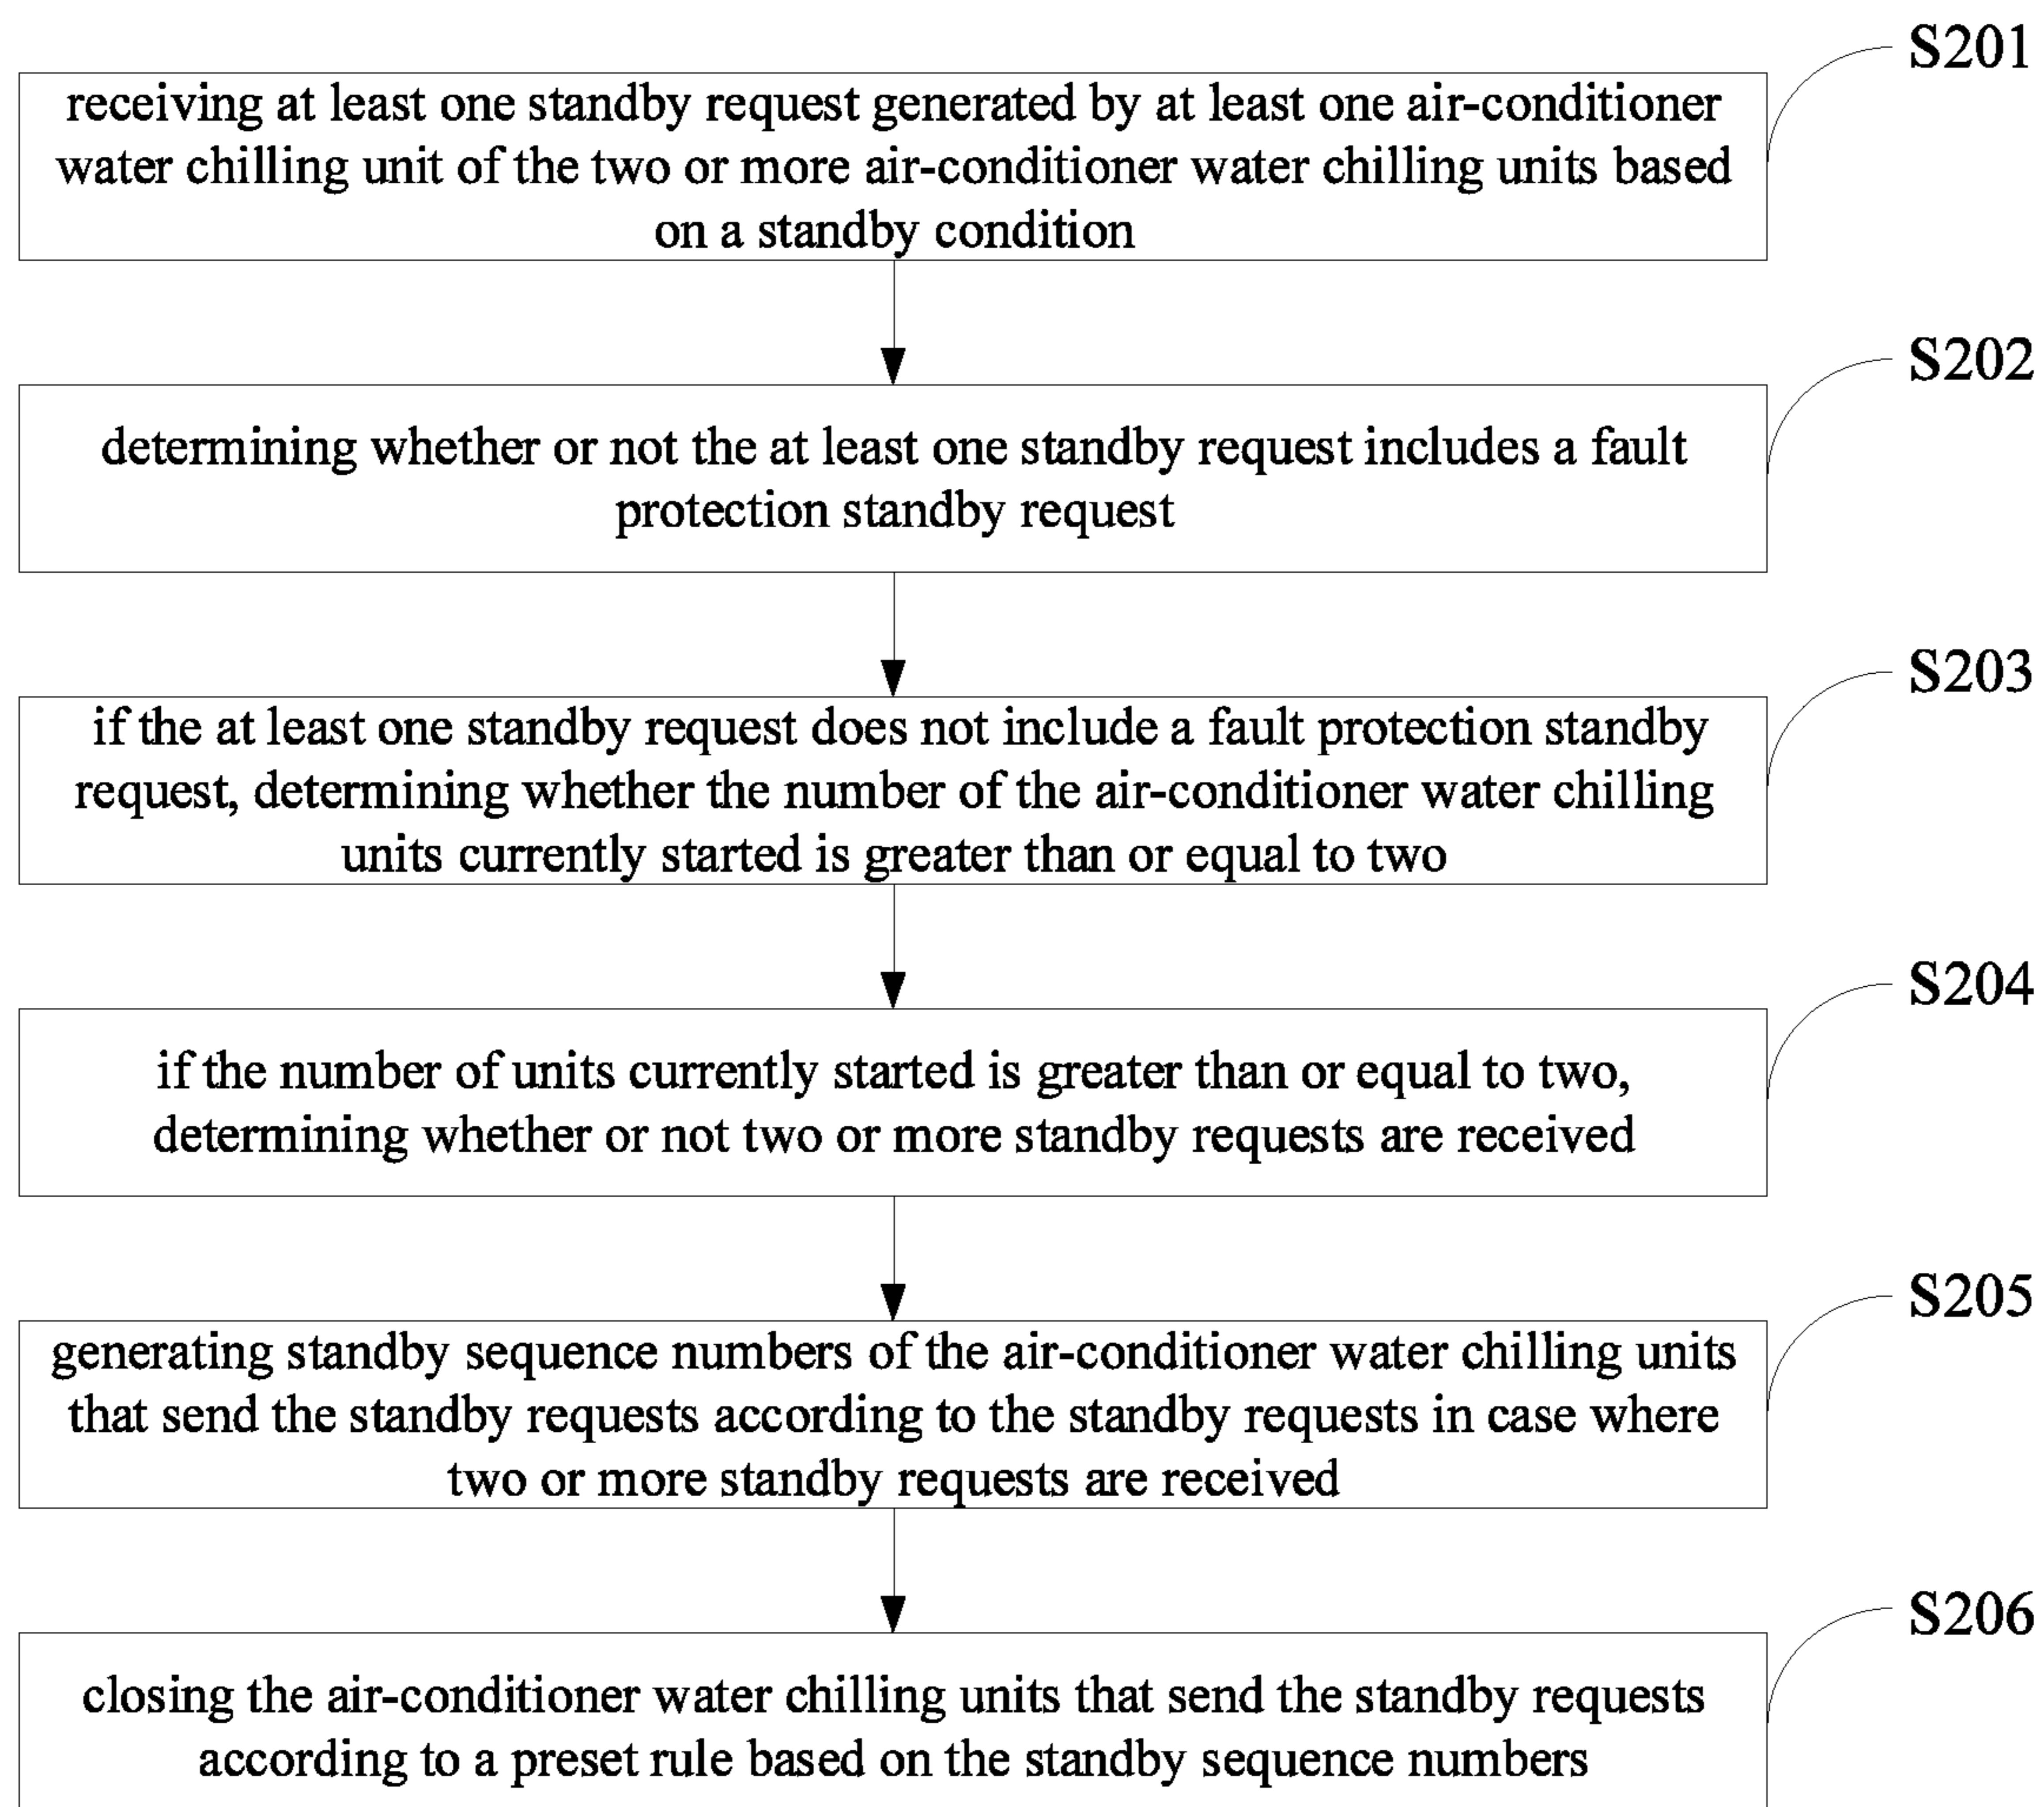 S201
receiving at least one standby request generated by at least one air-conditioner
water chilling unit of the two or more air-conditioner water chilling units based
on a standby condition
S202
determining whether or not the at least one standby request includes a fault
protection standby request
S203
if the at least one standby request does not include a fault protection standby
request, determining whether the number of the air-conditioner water chilling
units currently started is greater than or equal to two
S204
if the number of units currently started is greater than or equal to two,
determining whether or not two or more standby requests are received
S205
generating standby sequence numbers of the air-conditioner water chilling units
that send the standby requests according to the standby requests in case where
two or more standby requests are received
S206
closing the air-conditioner water chilling units that send the standby requests
according to a preset rule based on the standby sequence numbers